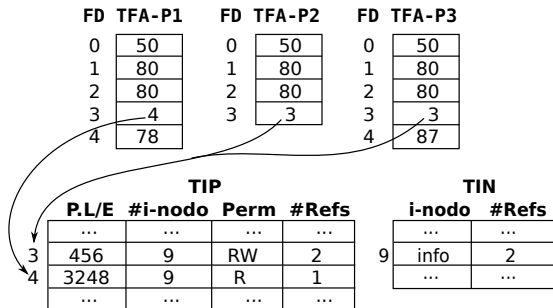 FD TFA-P1 FD TFA-P2 FD TFA-P3
0 50 0 50 0 50
1 80 1 80 1 80
2 80 2 80 2 80
3 4 3 3 3 3
4 78 4 87
TIP TIN
P.L/E #i-nodo Perm #Refs i-nodo #Refs
... ... ... ... ... ...
3 456 9 RW 2 9 info 2
4 3248 9 R 1 ... ...
... ... ... ...